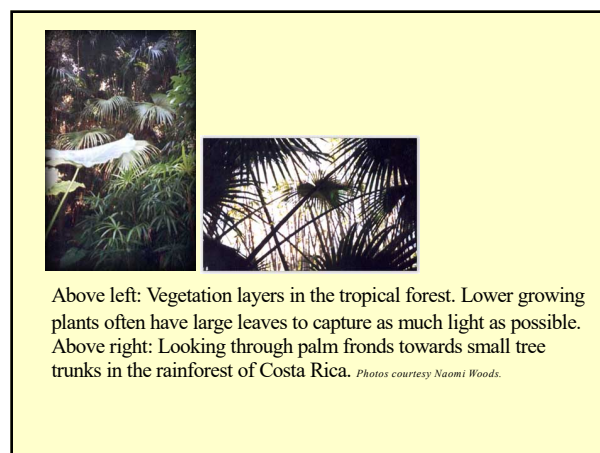 Above left: Vegetation layers in the tropical forest. Lower growing
plants often have large leaves to capture as much light as possible.
Above right: Looking through palm fronds towards small tree
trunks in the rainforest of Costa Rica. Photos courtesy Naomi Woods.